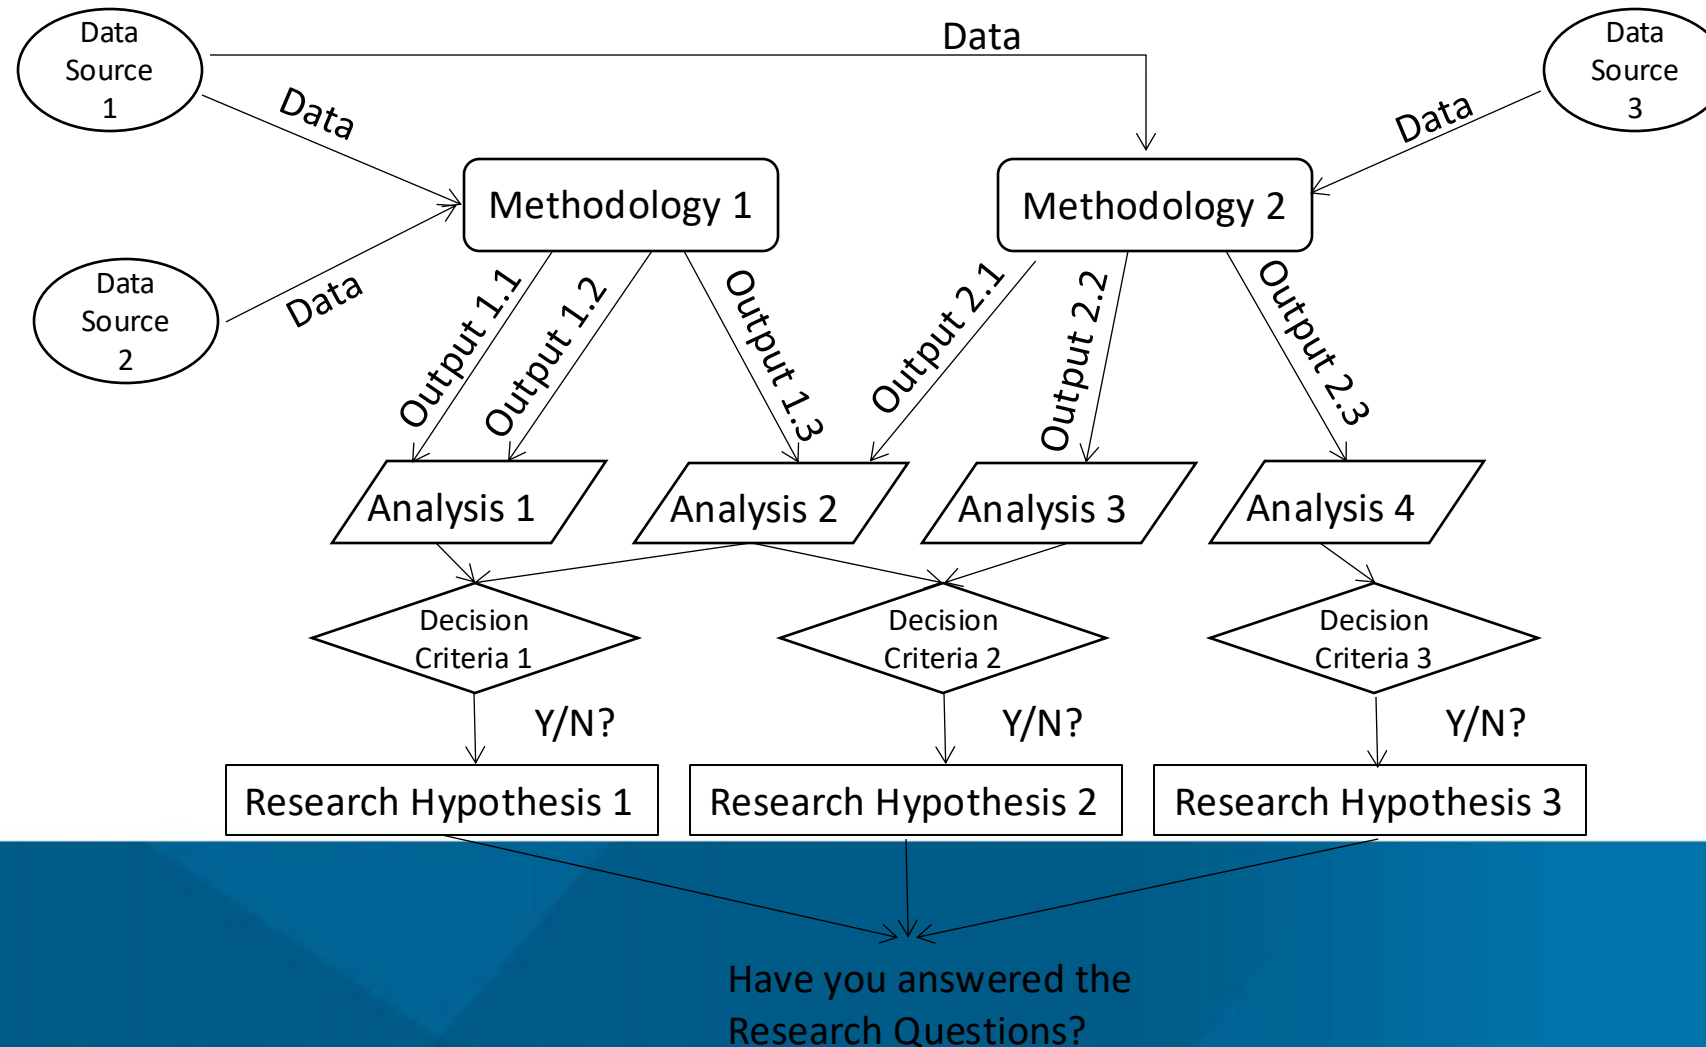 Data
Source
1
Data
Data
Source
3
Data
Data
Methodology 1
Methodology 2
Data
Source
2
Data
Output 1.1
Output 1.2
Output 1.3
Output 2.1
Output 2.2
Output 2.3
Analysis 1
Analysis 2
Analysis 3
Analysis 4
Decision
Criteria 1
Decision
Criteria 2
Decision
Criteria 3
Y/N?
Y/N?
Y/N?
Research Hypothesis 1
Research Hypothesis 2
Research Hypothesis 3
Have you answered the
Research Questions?